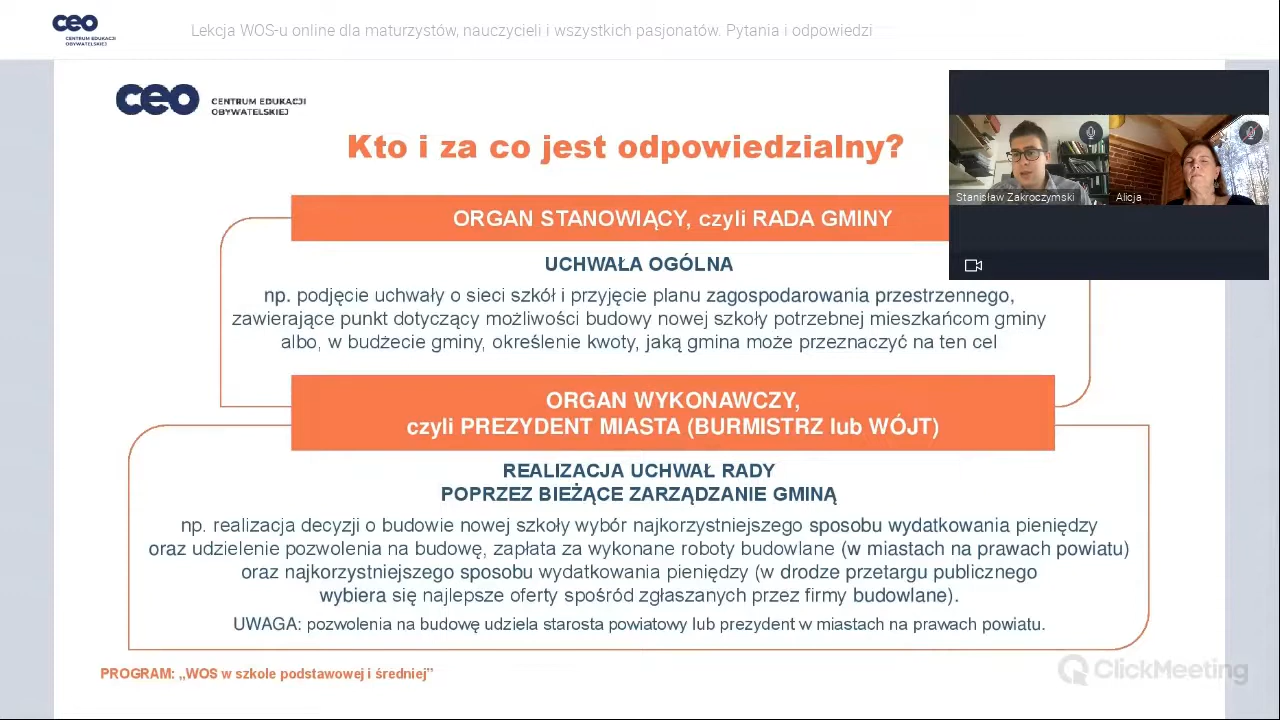 ceo
CENTRUM EDUKACJI
OBYWATELSKIEJ
Lekcja WOS-u online dla maturzystów, nauczycieli i wszystkich pasjonatów. Pytania i odpowiedzi
ceo
CENTRUM EDUKACJI
OBYWATELSKIEJ
Kto i za co jest odpowiedzialny?
Stanisław Zakroczymski
Alicja
ORGAN STANOWIĄCY, czyli RADA GMINY
UCHWAŁA OGÓLNA
np. podjęcie uchwały o sieci szkół i przyjęcie planu zagospodarowania przestrzennego,
zawierające punkt dotyczący możliwości budowy nowej szkoły potrzebnej mieszkańcom gminy
albo, w budżecie gminy, określenie kwoty, jaką gmina może przeznaczyć na ten cel
ORGAN WYKONAWCZY,
czyli PREZYDENT MIASTA (BURMISTRZ lub WÓJT)
REALIZACJA UCHWAŁ RADY
POPRZEZ BIEŻĄCE ZARZĄDZANIE GMINĄ
np. realizacja decyzji o budowie nowej szkoły wybór najkorzystniejszego sposobu wydatkowania pieniędzy
oraz udzielenie pozwolenia na budowę, zapłata za wykonane roboty budowlane (w miastach na prawach powiatu)
oraz najkorzystniejszego sposobu wydatkowania pieniędzy (w drodze przetargu publicznego
wybiera się najlepsze oferty spośród zgłaszanych przez firmy budowlane).
UWAGA: pozwolenia na budowę udziela starosta powiatowy lub prezydent w miastach na prawach powiatu.
PROGRAM: „WOS w szkole podstawowej i średniej”
ClickMeeting